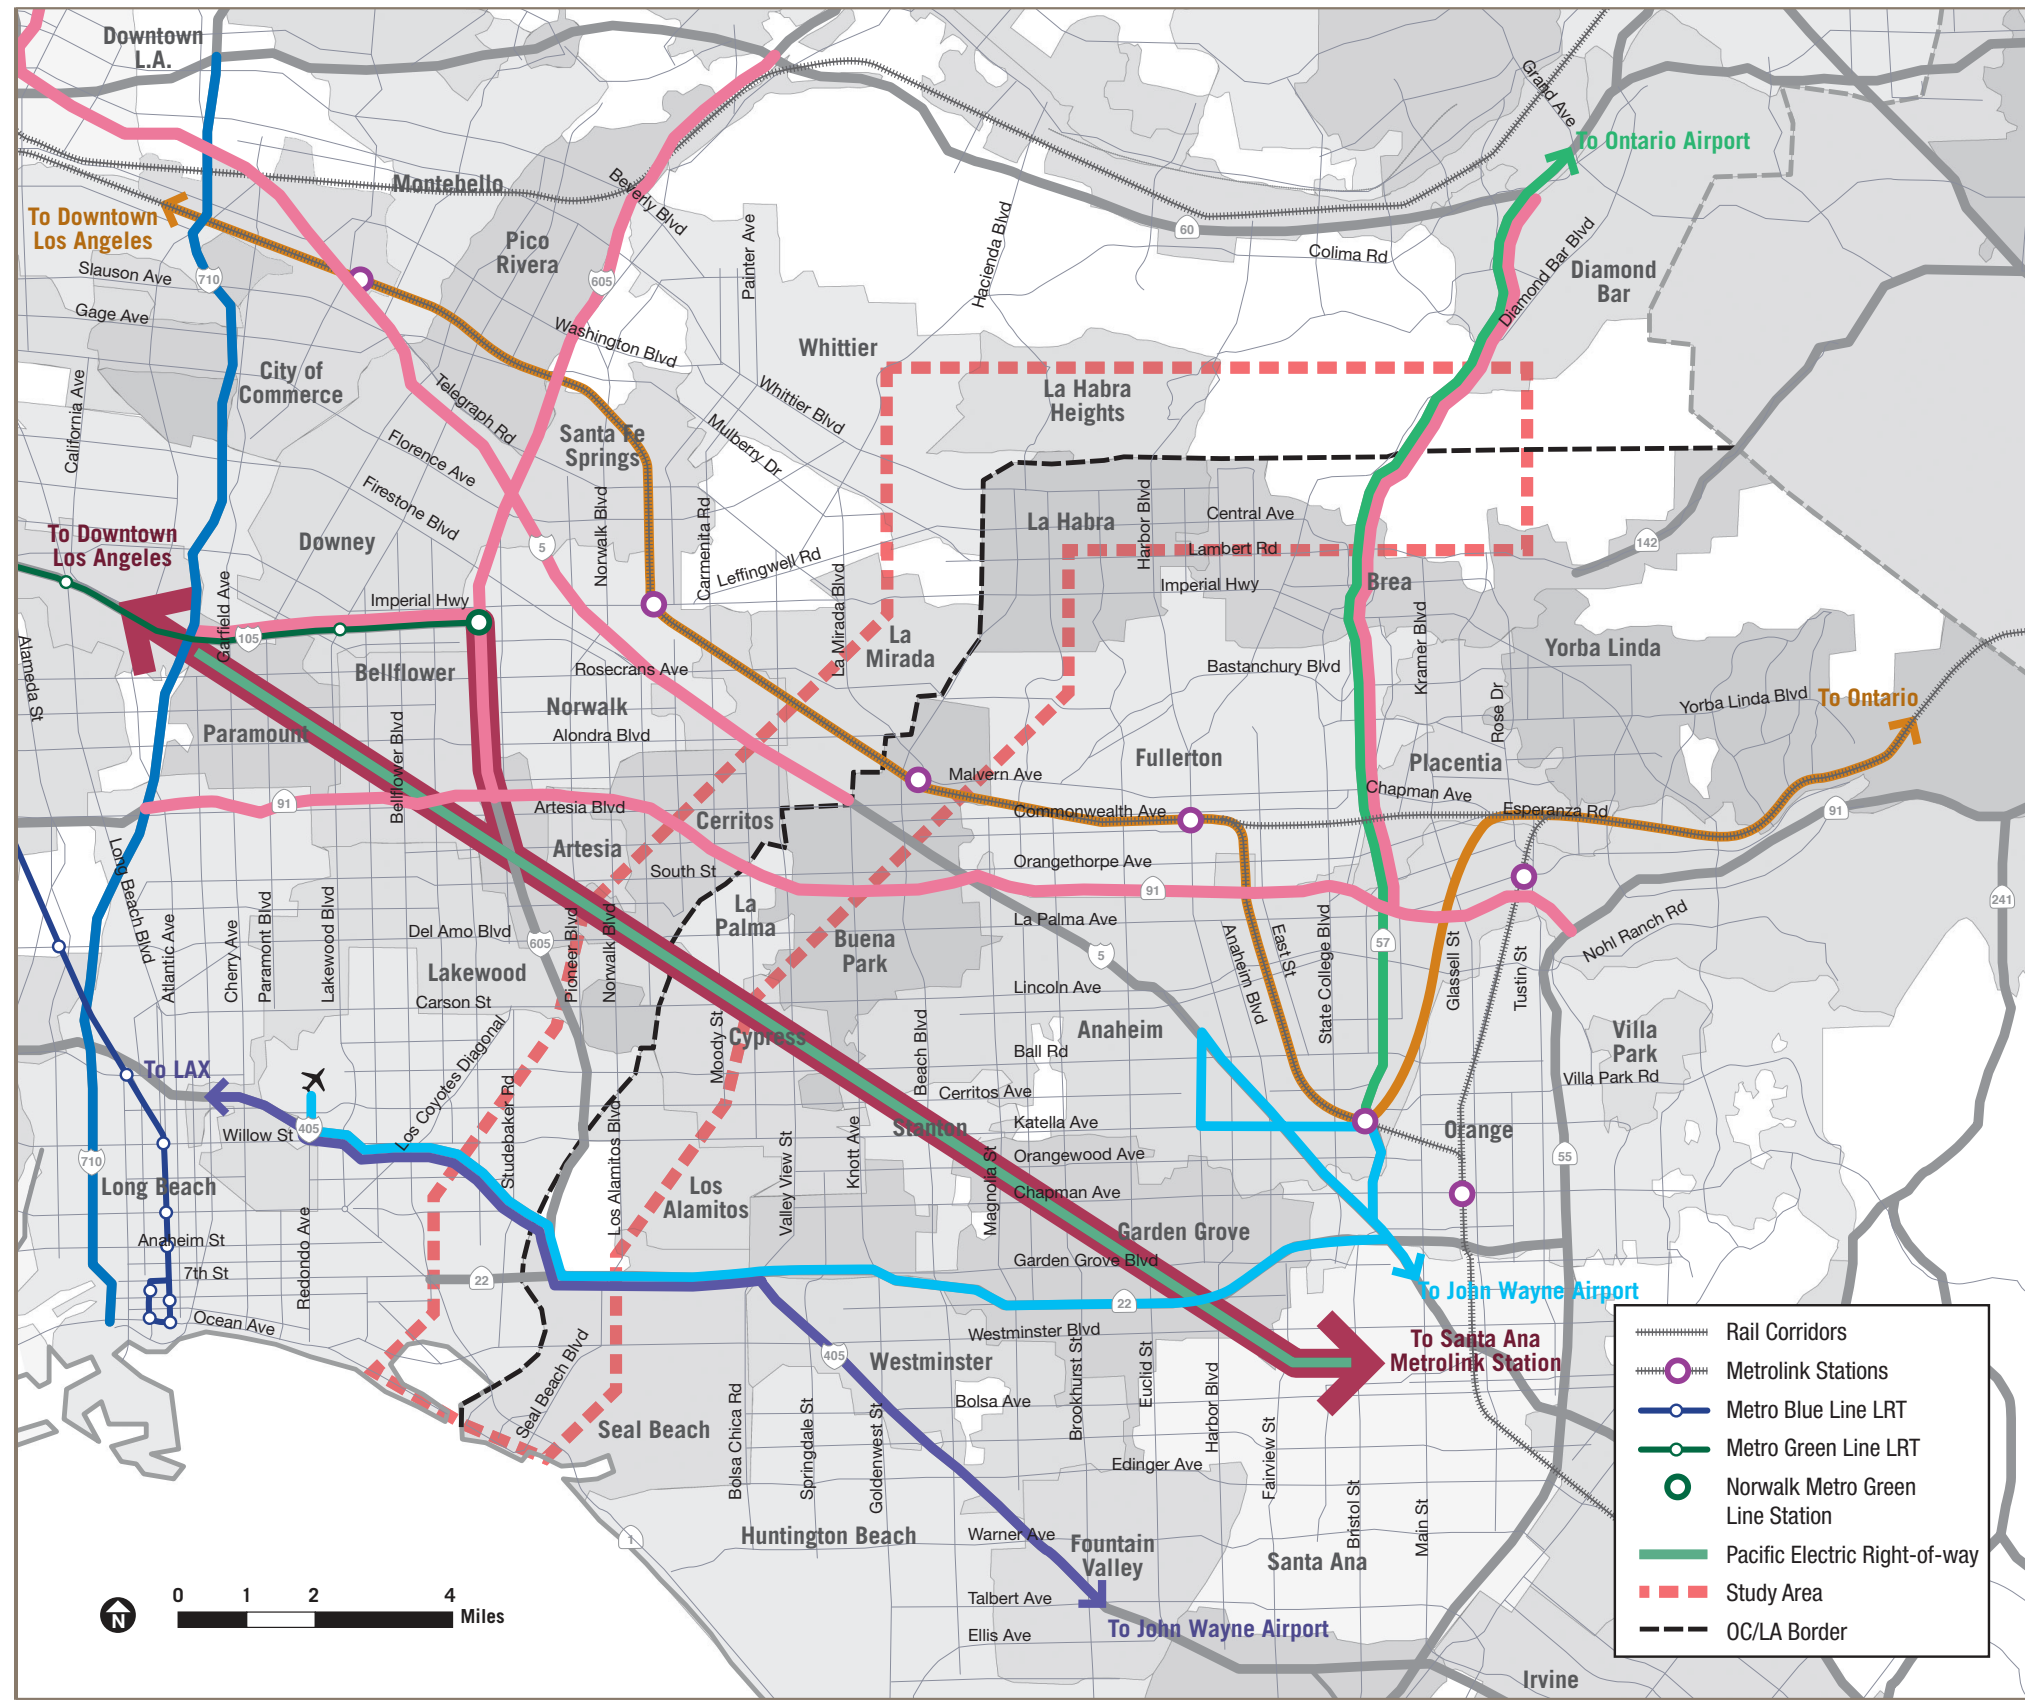 Downtown
L.A.
Grand Ave
To Ontario Airport
Montebello
Beverly Blvd
To Downtown
Los Angeles
Pico
Rivera
Painter Ave
Hacienda Blvd
60
Colima Rd
Diamond Bar Blvd
Diamond
Bar
Slauson Ave
710
605
Gage Ave
Washington Blvd
Whittier
City of
Commerce
California Ave
Telegraph Rd
Whittier Blvd
La Habra
Heights
Florence Ave
Santa Fe
Springs
Mulberry Dr
Firestone Blvd
Norwalk Blvd
Carmenita Rd
La Habra
Harbor Blvd
Central Ave
Lambert Rd
142
To Downtown
Los Angeles
Downey
5
Leffingwell Rd
La Mirada Blvd
Imperial Hwy
Brea
Garfield Ave
Imperial Hwy
105
Kramer Blvd
Alameda St
Bellflower
Rosecrans Ave
La
Mirada
Bastanchury Blvd
Yorba Linda
Rose Dr
Yorba Linda Blvd
To Ontario
Paramount
Bellflower Blvd
Norwalk
Alondra Blvd
Fullerton
Placentia
Malvern Ave
Chapman Ave
91
Artesia Blvd
Cerritos
Commonwealth Ave
Esperanza Rd
91
Long Beach Blvd
Artesia
South St
Orangethorpe Ave
91
241
Atlantic Ave
Cherry Ave
Paramont Blvd
Lakewood Blvd
Del Amo Blvd
605
Pioneer Blvd
Norwalk Blvd
La
Palma
Buena
Park
La Palma Ave
5
Anaheim Blvd
East St
State College Blvd
57
Glassell St
Tustin St
Nohl Ranch Rd
Lakewood
Carson St
Lincoln Ave
Los Coyotes Diagonal
Moody St
Cypress
Beach Blvd
Anaheim
Ball Rd
Villa
Park
Villa Park Rd
To LAX
Studebaker Rd
Los Alamitos Blvd
Cerritos Ave
405
Willow St
Valley View St
Knott Ave
Stanton
Katella Ave
Orange
Magnolia St
Orangewood Ave
55
710
Long Beach
Los
Alamitos
Chapman Ave
Redondo Ave
Anaheim St
Garden Grove
7th St
22
Garden Grove Blvd
To John Wayne Airport
22
Ocean Ave
Seal Beach Blvd
405
Westminster Blvd
Westminster
Brookhurst St
Euclid St
Harbor Blvd
To Santa Ana
Metrolink Station
Bolsa Chica Rd
Springdale St
Goldenwest St
Bolsa Ave
Seal Beach
Edinger Ave
Fairview St
Bristol St
Main St
1
Huntington Beach
Warner Ave
Fountain
Valley
Santa Ana
Talbert Ave
To John Wayne Airport
Ellis Ave
Irvine
N
0 1 2 4
Miles
Rail Corridors
Metrolink Stations
Metro Blue Line LRT
Metro Green Line LRT
Norwalk Metro Green
Line Station
Pacific Electric Right-of-way
Study Area
OC/LA Border